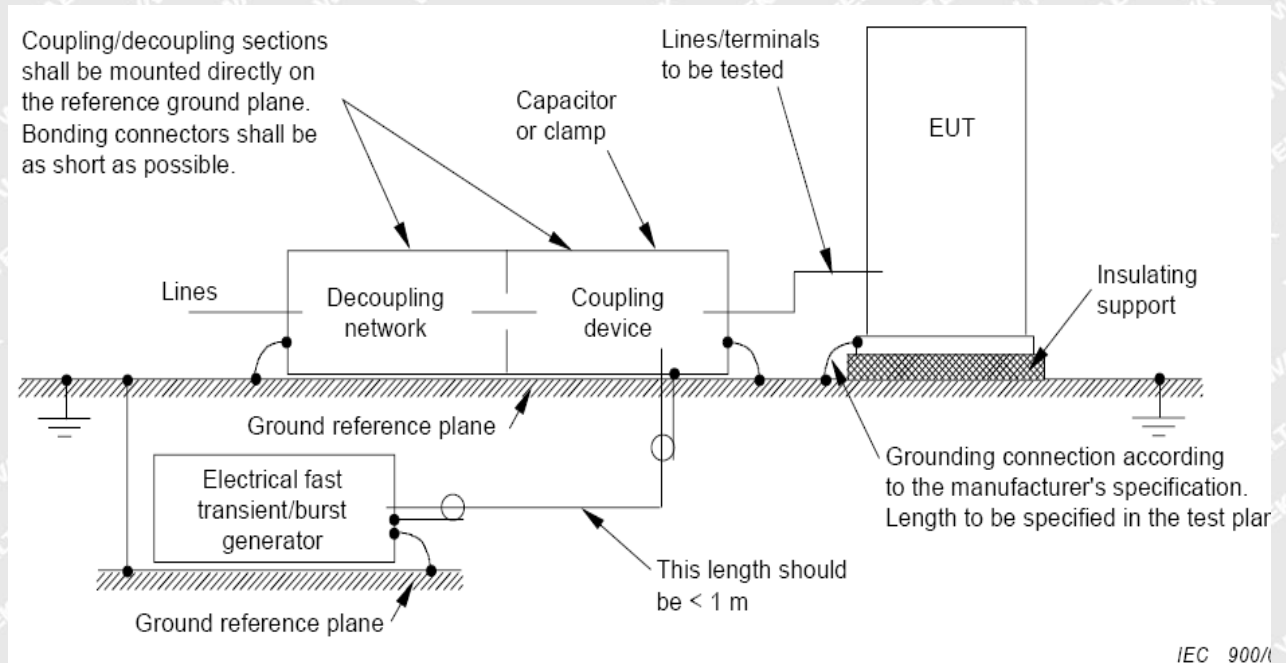 Coupling/decoupling sections
shall be mounted directly on
the reference ground plane.
Bonding connectors shall be
as short as possible.
Capacitor
or clamp
Lines/terminals
to be tested
EUT
Insulating
support
Lines
Decoupling
network
Coupling
device
Ground reference plane
Electrical fast
transient/burst
generator
Grounding connection according
to the manufacturer's specification.
Length to be specified in the test plan
This length should
be < 1 m
Ground reference plane
IEC 900/